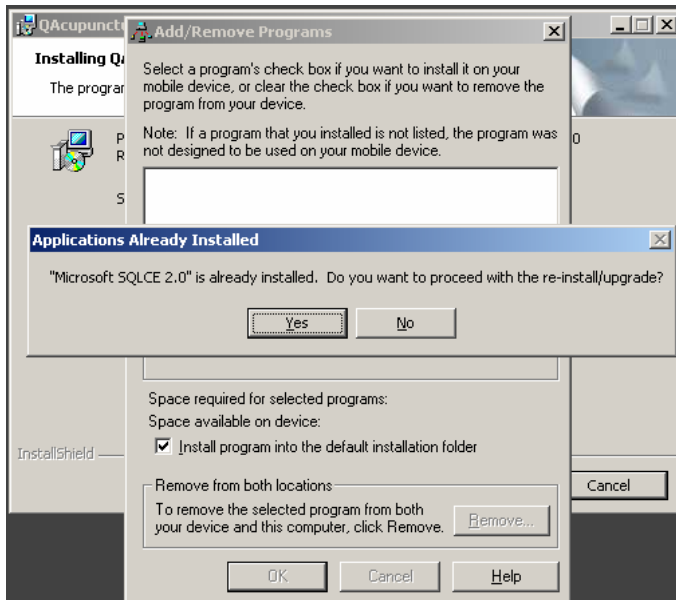 QAcupunctu
Add/Remove Programs
Installing QA
The program
Select a program's check box if you want to install it on your
mobile device, or clear the check box if you want to remove the
program from your device.
Note: If a program that you installed is not listed, the program was
not designed to be used on your mobile device.
P
R
0
S
Applications Already Installed
"Microsoft SQLCE 2.0" is already installed. Do you want to proceed with the re-install/upgrade?
Yes
No
Space required for selected programs:
Space available on device:
Install program into the default installation folder
InstallShield
Remove from both locations
To remove the selected program from both
your device and this computer, click Remove.
Remove...
Cancel
OK
Cancel
Help